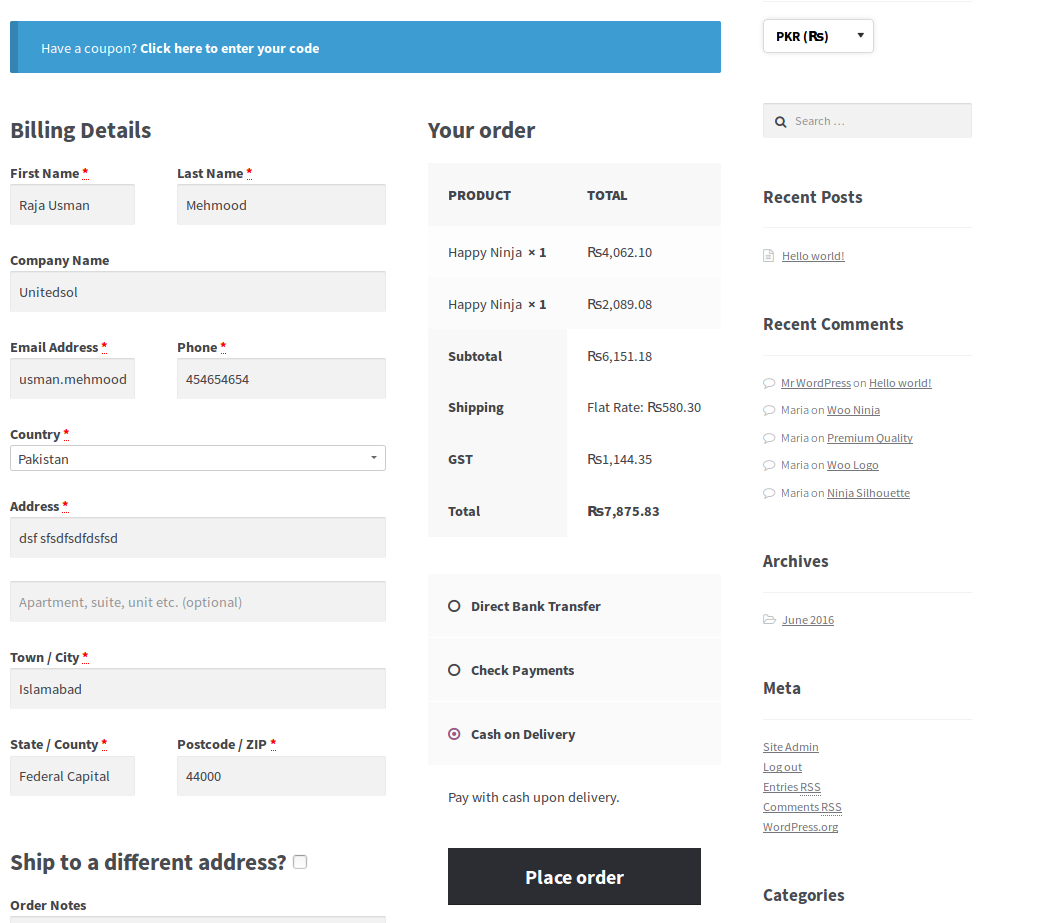 Have a coupon? Click here to enter your code
Billing Details
First Name *
Last Name *
Raja Usman
Mehmood
Company Name
Unitedsol
Email Address *
Phone *
usman.mehmood
454654654
Country *
Pakistan
Address *
dsf sfsdfsdfdsfsd
Apartment, suite, unit etc. (optional)
Town / City *
Islamabad
State / County *
Postcode / ZIP *
Federal Capital
44000
Ship to a different address?
Order Notes
Your order
PRODUCT TOTAL
Happy Ninja × 1 ₨4,062.10
Happy Ninja × 1 ₨2,089.08
Subtotal ₨6,151.18
Shipping Flat Rate: ₨580.30
GST ₨1,144.35
Total ₨7,875.83
Direct Bank Transfer
Check Payments
Cash on Delivery
Pay with cash upon delivery.
Place order
PKR (₨)
Search …
Recent Posts
Hello world!
Recent Comments
Mr WordPress on Hello world!
Maria on Woo Ninja
Maria on Premium Quality
Maria on Woo Logo
Maria on Ninja Silhouette
Archives
June 2016
Meta
Site Admin
Log out
Entries RSS
Comments RSS
WordPress.org
Categories